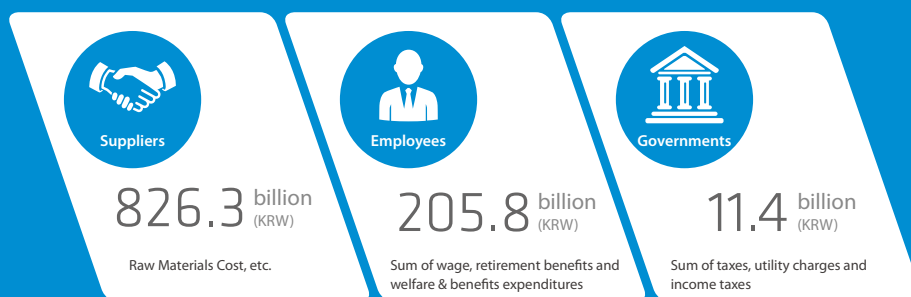 Suppliers
826.3 billion
(KRW)
Raw Materials Cost, etc.
Employees
205.8 billion
(KRW)
Sum of wage, retirement benefits and
welfare & benefits expenditures
Governments
11.4 billion
(KRW)
Sum of taxes, utility charges and
income taxes